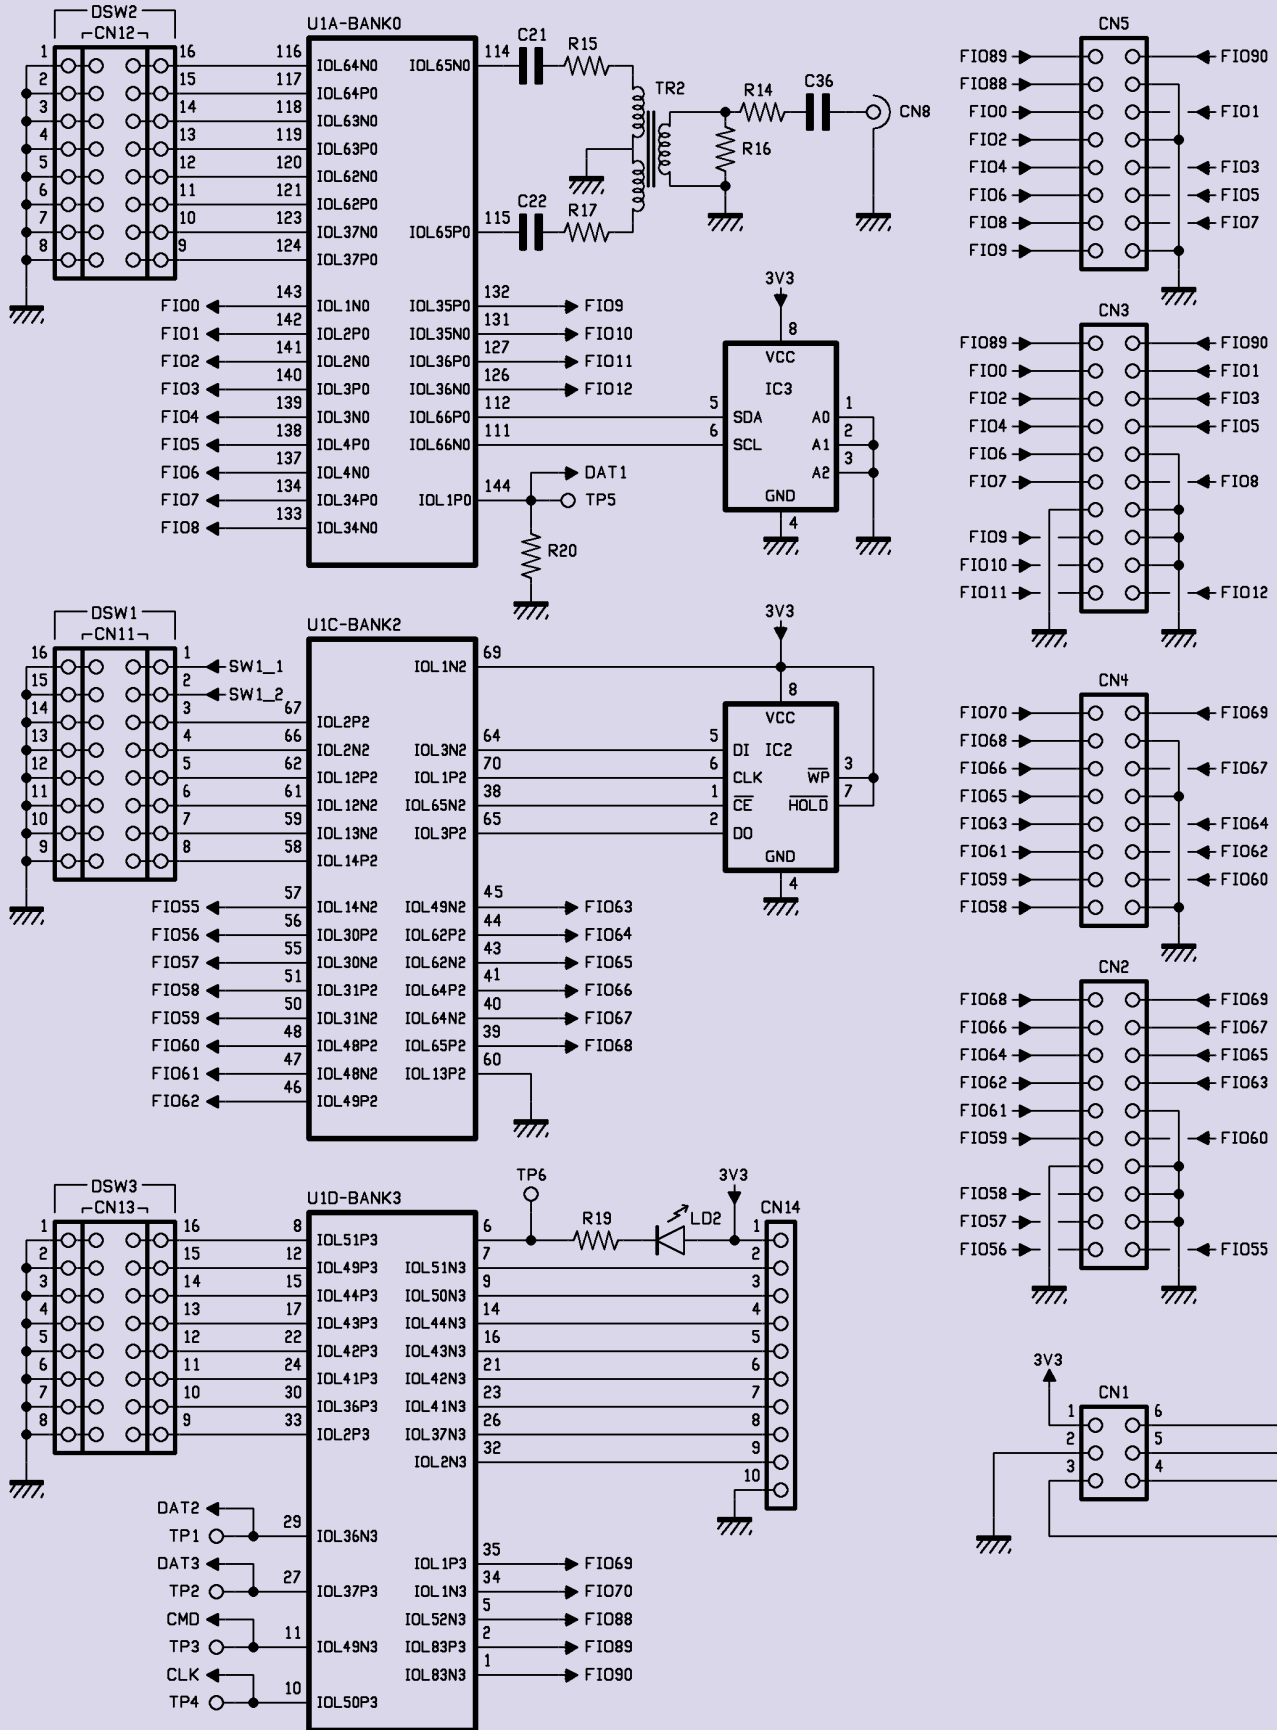 DSW2
CN12
1 16
2 15
3 14
4 13
5 12
6 11
7 10
8 9
U1A-BANK0
116 IOL64N0
117 IOL64P0
118 IOL63N0
119 IOL63P0
120 IOL62N0
121 IOL62P0
123 IOL37N0
124 IOL37P0
FIO0 143 IOL1N0
FIO1 142 IOL2P0
FIO2 141 IOL2N0
FIO3 140 IOL3P0
FIO4 139 IOL3N0
FIO5 138 IOL4P0
FIO6 137 IOL4N0
FIO7 134 IOL34P0
FIO8 133 IOL34N0
IOL65N0 114 C21 R15
TR2
R14 C36 CN8
R16
IOL65P0 115 C22 R17
IOL35P0 132 FIO9
IOL35N0 131 FIO10
IOL36P0 127 FIO11
IOL36N0 126 FIO12
IOL66P0 112
IOL66N0 111
IOL1P0 144
DAT1
TP5
R20
3V3
8
VCC
IC3
5 SDA A0 1
6 SCL A1 2
A2 3
GND
4
DSW1
CN11
16 1 SW1_1
15 2 SW1_2
14 3
13 4
12 5
11 6
10 7
9 8
U1C-BANK2
67 IOL2P2
66 IOL2N2
62 IOL12P2
61 IOL12N2
59 IOL13N2
58 IOL14P2
FIO55 57 IOL14N2
FIO56 56 IOL30P2
FIO57 55 IOL30N2
FIO58 51 IOL31P2
FIO59 50 IOL31N2
FIO60 48 IOL48P2
FIO61 47 IOL48N2
FIO62 46 IOL49P2
IOL1N2 69
IOL3N2 64
IOL1P2 70
IOL65N2 38
IOL3P2 65
IOL49N2 45 FIO63
IOL62P2 44 FIO64
IOL62N2 43 FIO65
IOL64P2 41 FIO66
IOL64N2 40 FIO67
IOL65P2 39 FIO68
IOL13P2 60
3V3
8
VCC
5 DI IC2
6 CLK WP 3
1 CE HOLD 7
2 DO
GND
4
DSW3
CN13
1 16
2 15
3 14
4 13
5 12
6 11
7 10
8 9
U1D-BANK3
8 IOL51P3
12 IOL49P3
15 IOL44P3
17 IOL43P3
22 IOL42P3
24 IOL41P3
30 IOL36P3
33 IOL2P3
DAT2
TP1 29 IOL36N3
DAT3
TP2 27 IOL37P3
CMD
TP3 11 IOL49N3
CLK
TP4 10 IOL50P3
6 TP6 R19 LD2 3V3
IOL51N3 7
IOL50N3 9
IOL44N3 14
IOL43N3 16
IOL42N3 21
IOL41N3 23
IOL37N3 26
IOL2N3 32
IOL1P3 35 FIO69
IOL1N3 34 FIO70
IOL52N3 5 FIO88
IOL83P3 2 FIO89
IOL83N3 1 FIO90
CN14
1
2
3
4
5
6
7
8
9
10
CN5
FIO89 FIO90
FIO88
FIO0 FIO1
FIO2
FIO4 FIO3
FIO6 FIO5
FIO8 FIO7
FIO9
CN3
FIO89 FIO90
FIO0 FIO1
FIO2 FIO3
FIO4 FIO5
FIO6
FIO7 FIO8
FIO9
FIO10
FIO11 FIO12
CN4
FIO70 FIO69
FIO68
FIO66 FIO67
FIO65
FIO63 FIO64
FIO61 FIO62
FIO59 FIO60
FIO58
CN2
FIO68 FIO69
FIO66 FIO67
FIO64 FIO65
FIO62 FIO63
FIO61
FIO59 FIO60
FIO58
FIO57
FIO56 FIO55
3V3
CN1
1 6
2 5
3 4